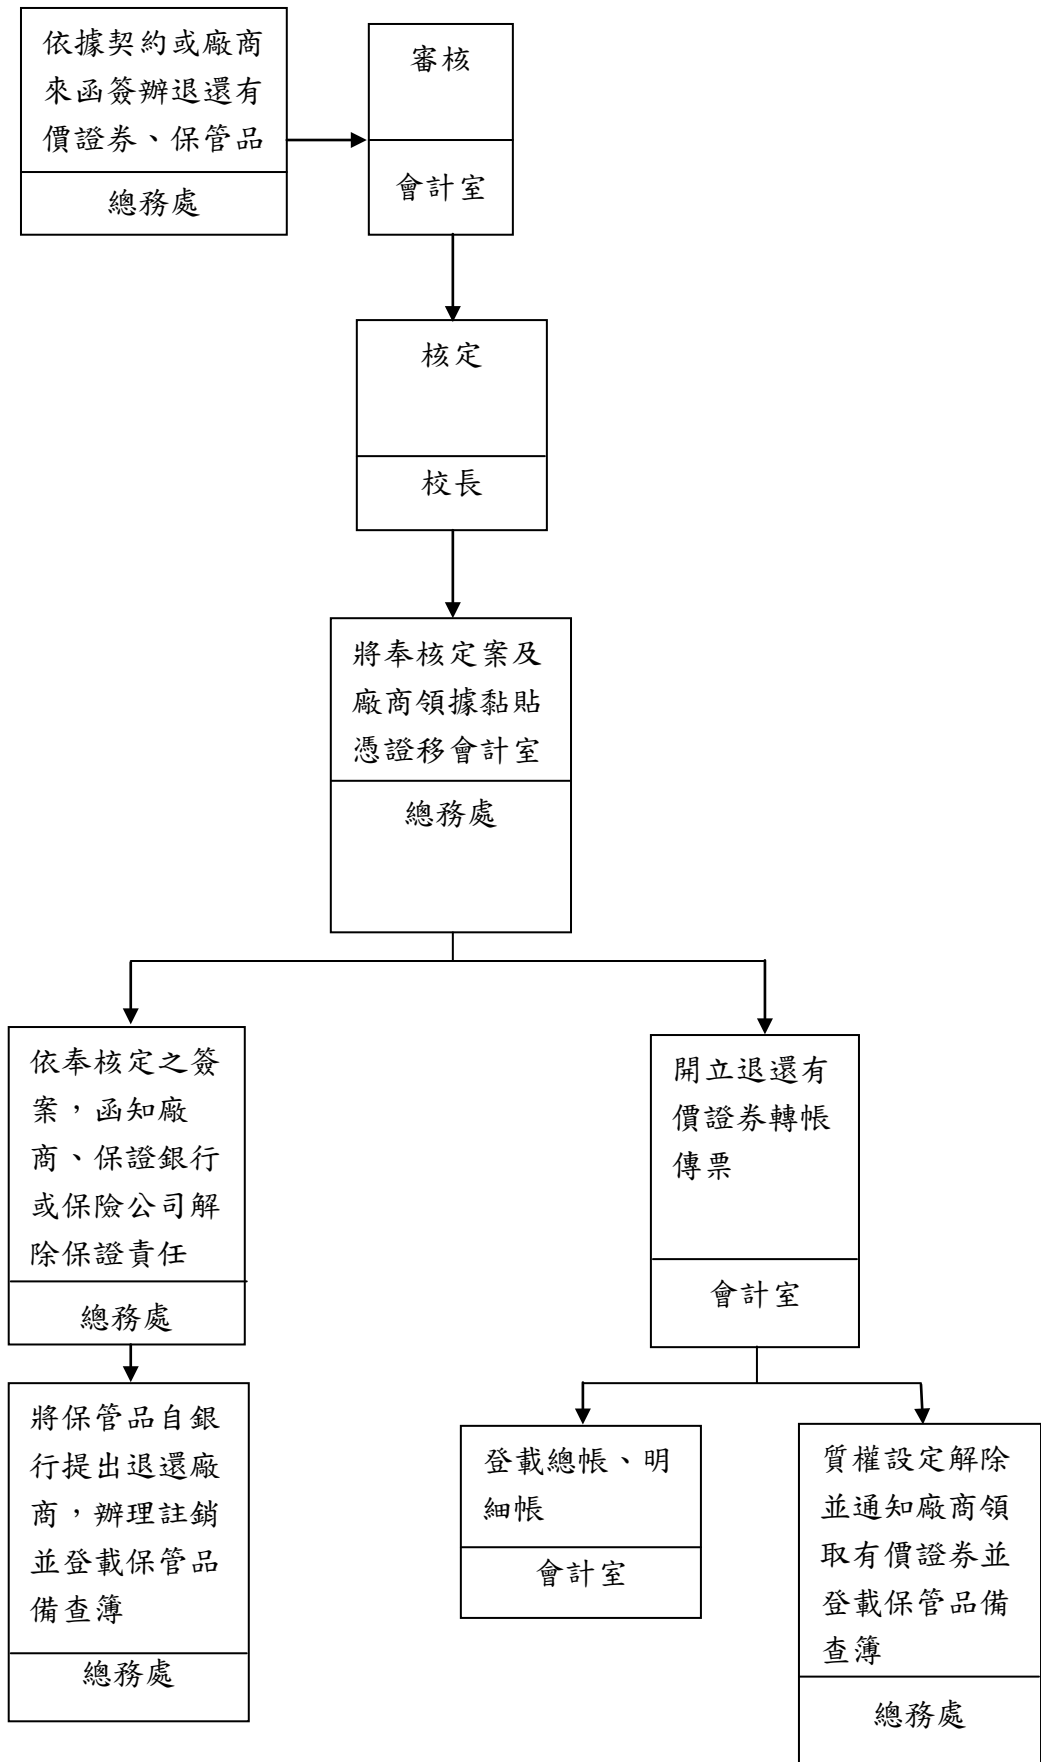 依據契約或廠商
來函簽辦退還有
價證券、保管品
總務處
審核
會計室
核定
校長
將奉核定案及
廠商領據黏貼
憑證移會計室
總務處
依奉核定之簽
案，函知廠
商、保證銀行
或保險公司解
除保證責任
總務處
將保管品自銀
行提出退還廠
商，辦理註銷
並登載保管品
備查簿
總務處
開立退還有
價證券轉帳
傳票
會計室
登載總帳、明
細帳
會計室
質權設定解除
並通知廠商領
取有價證券並
登載保管品備
查簿
總務處